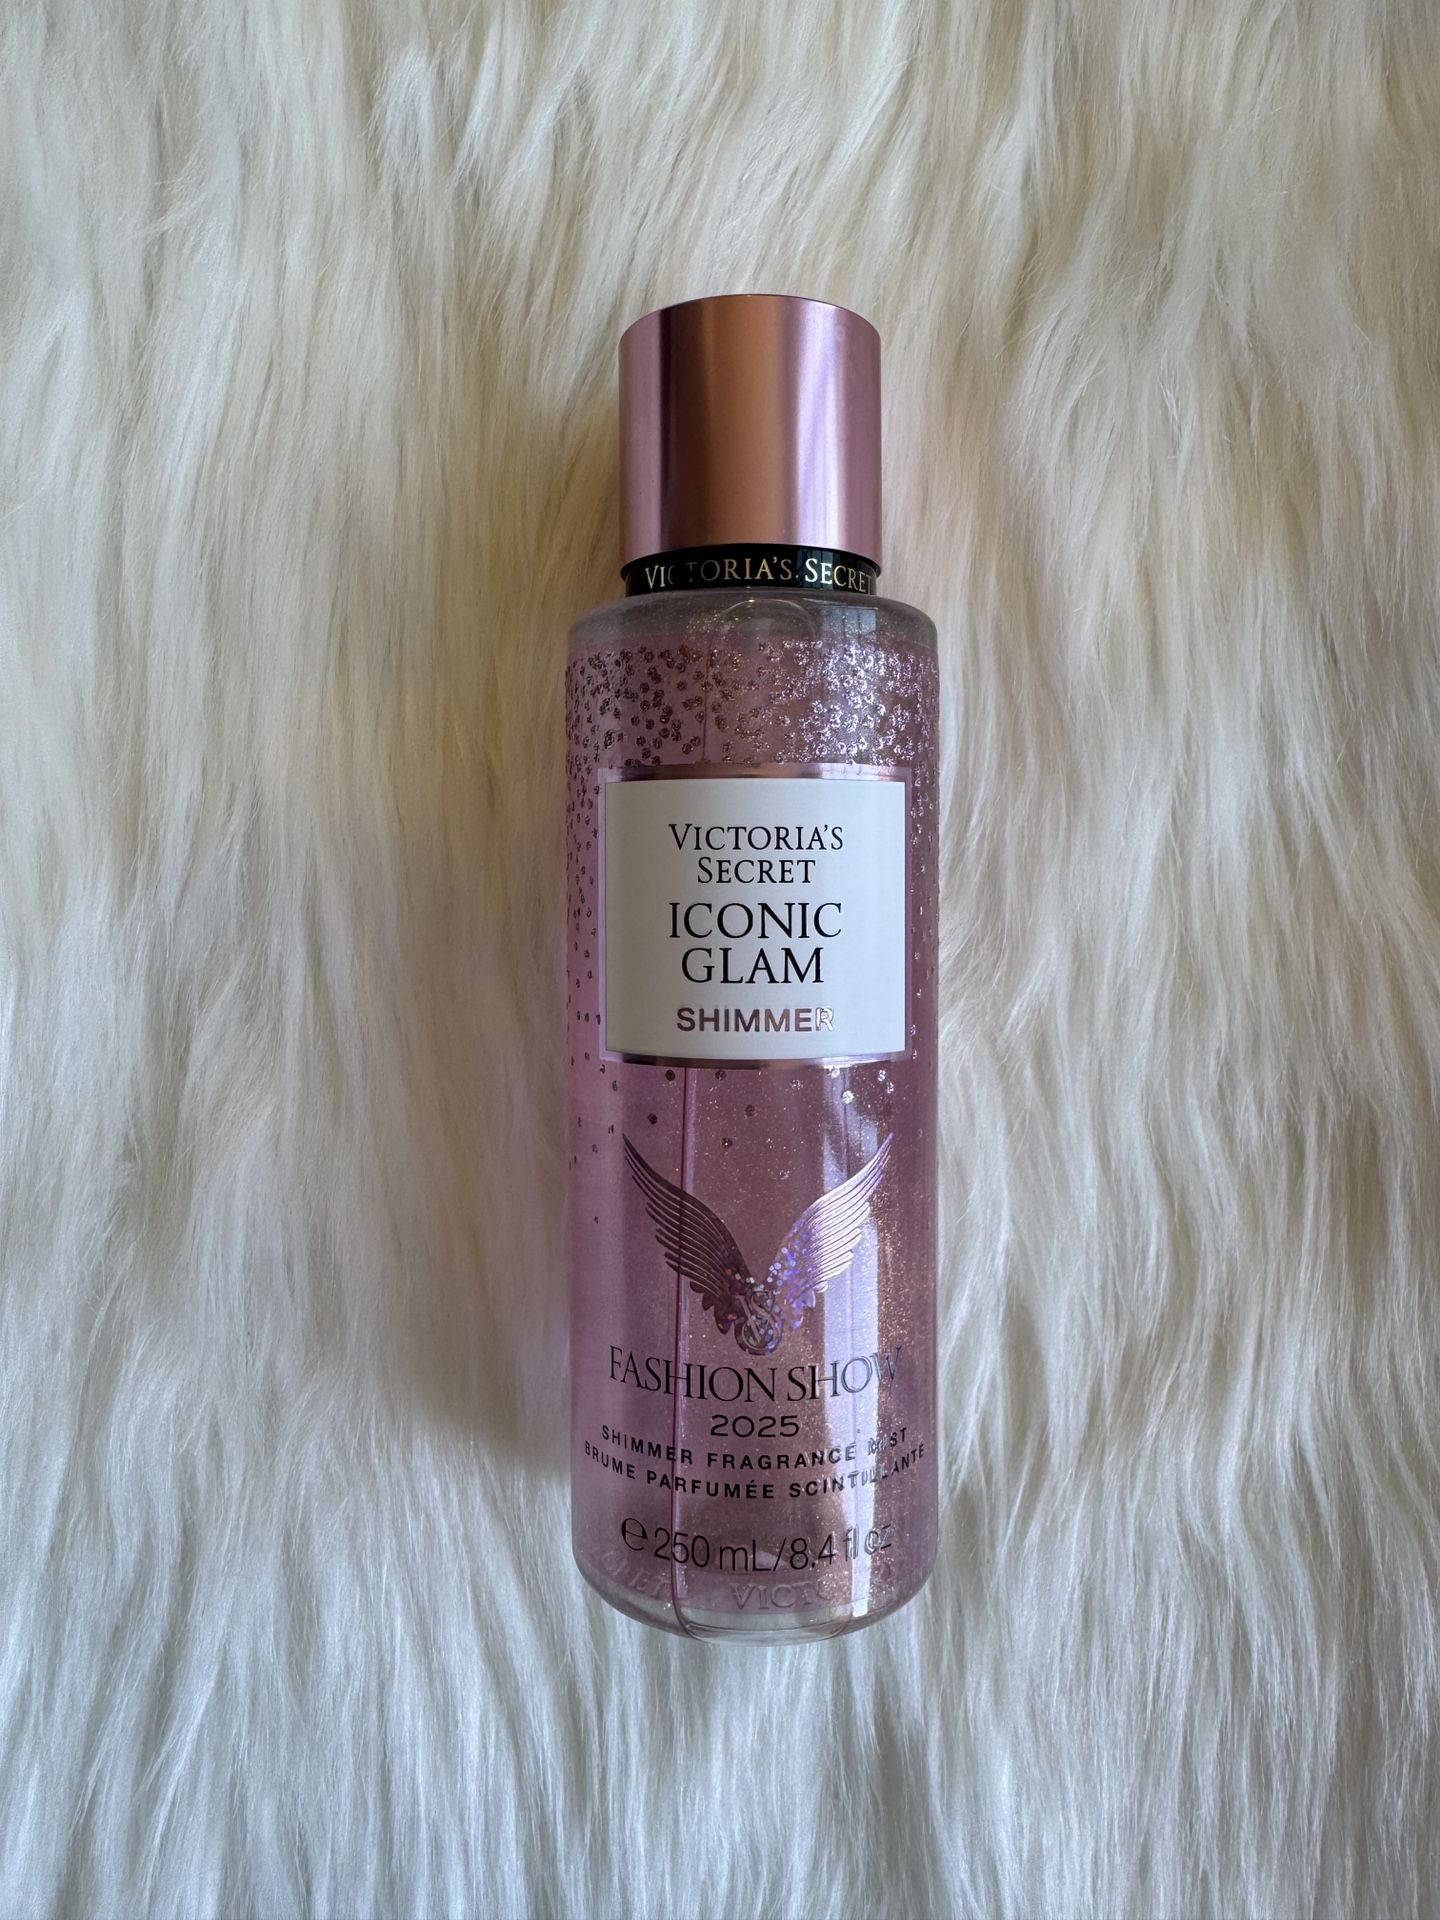 VICTORIA'S SECRET
VICTORIA'S
SECRET
ICONIC
GLAM
SHIMMER
VS
FASHION SHOW
2025
SHIMMER FRAGRANCE MIST
BRUME PARFUMÉE SCINTILLANTE
℮ 250 mL/8.4 fl oz